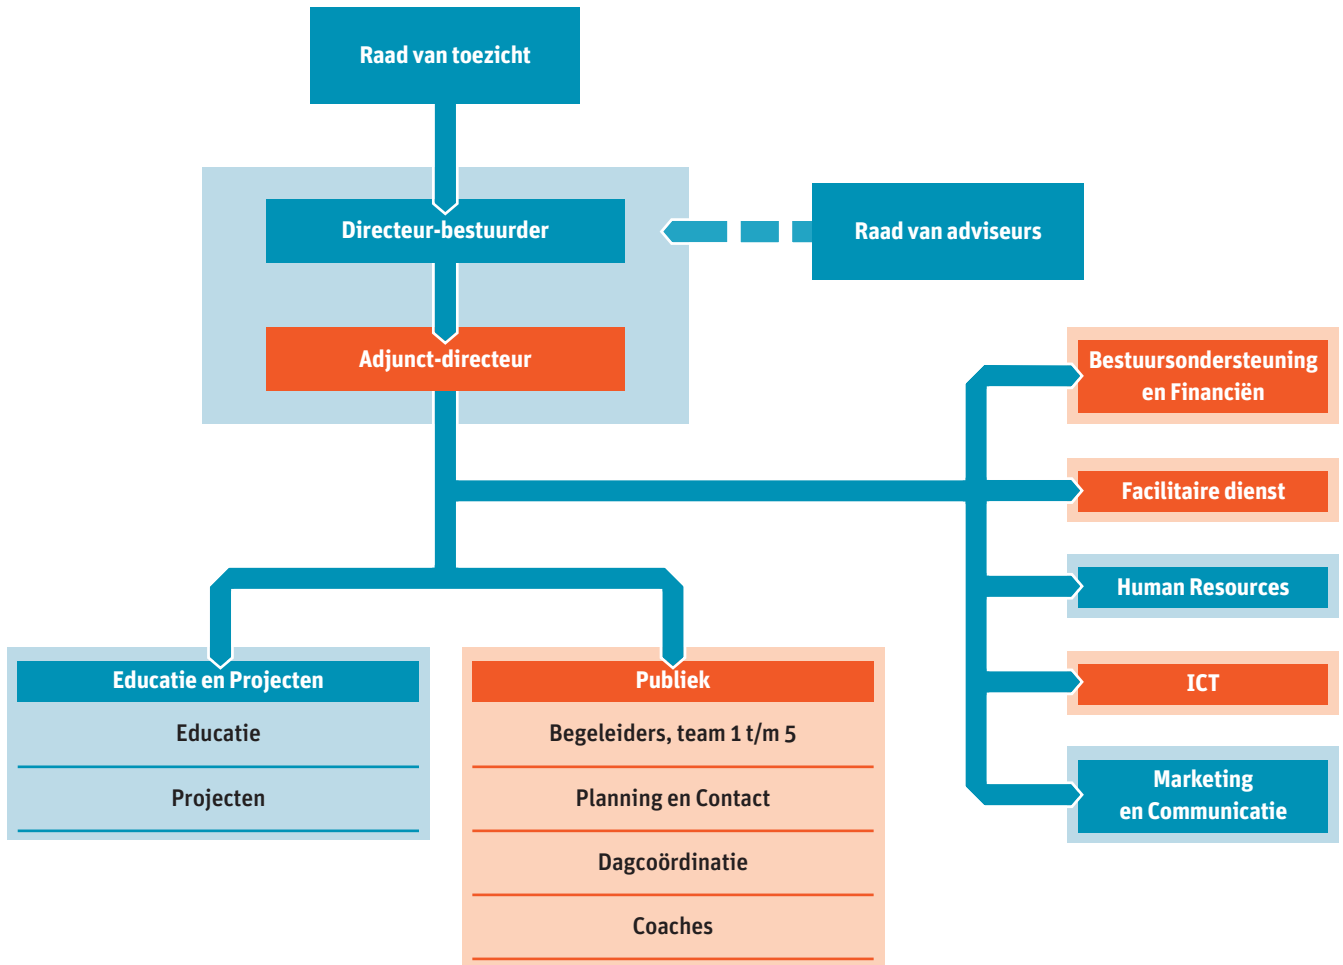 Raad van toezicht
Directeur-bestuurder
Raad van adviseurs
Adjunct-directeur
Bestuursondersteuning
en Financiën
Facilitaire dienst
Human Resources
ICT
Marketing
en Communicatie
Educatie en Projecten
Educatie
Projecten
Publiek
Begeleiders, team 1 t/m 5
Planning en Contact
Dagcoördinatie
Coaches